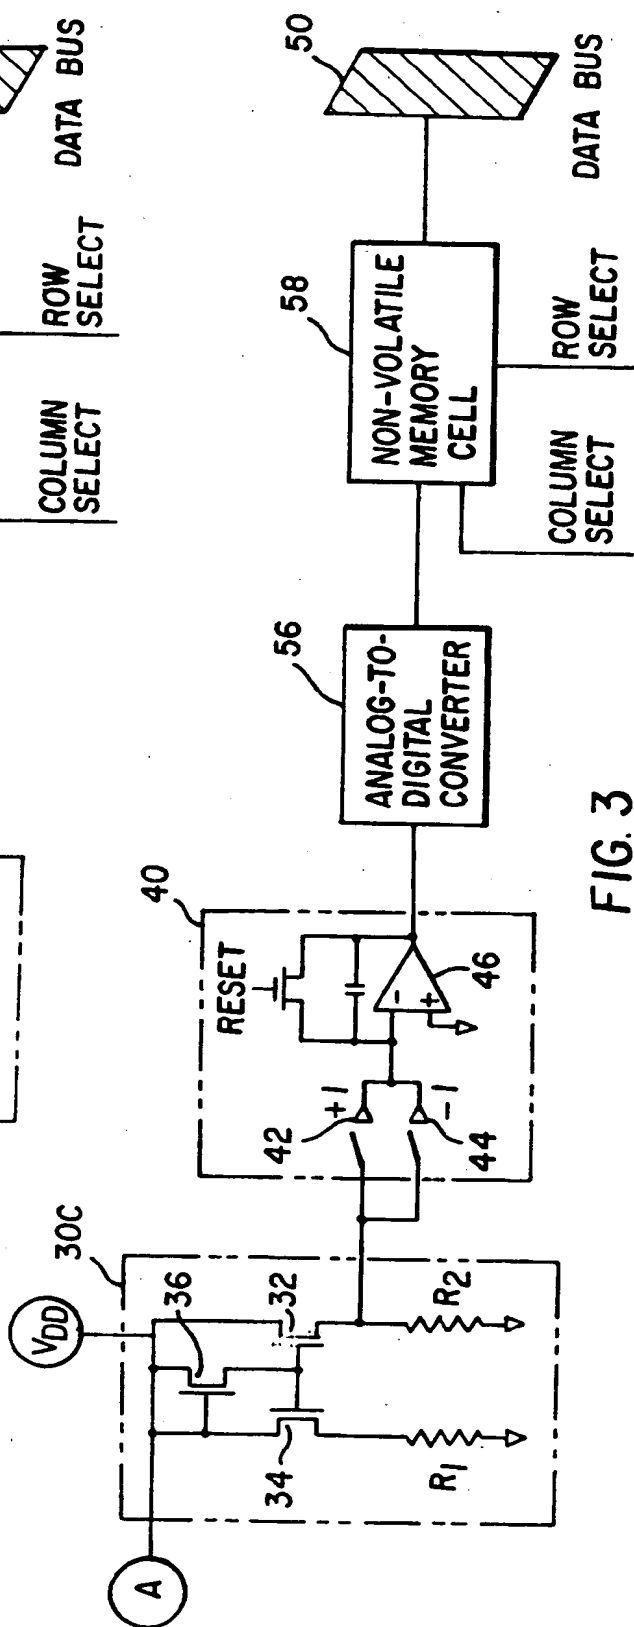 DATA BUS
ROW
SELECT
COLUMN
SELECT
A
VDD
30C
36
32
34
R1
R2
40
RESET
42
+1
44
-1
-
+
46
56
ANALOG-TO-
DIGITAL
CONVERTER
58
NON-VOLATILE
MEMORY
CELL
COLUMN
SELECT
ROW
SELECT
50
DATA BUS
FIG. 3